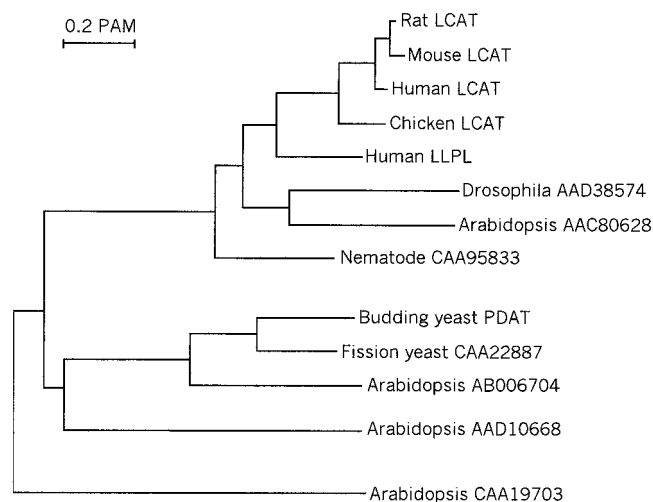 0.2 PAM
Rat LCAT
Mouse LCAT
Human LCAT
Chicken LCAT
Human LLPL
Drosophila AAD38574
Arabidopsis AAC80628
Nematode CAA95833
Budding yeast PDAT
Fission yeast CAA22887
Arabidopsis AB006704
Arabidopsis AAD10668
Arabidopsis CAA19703